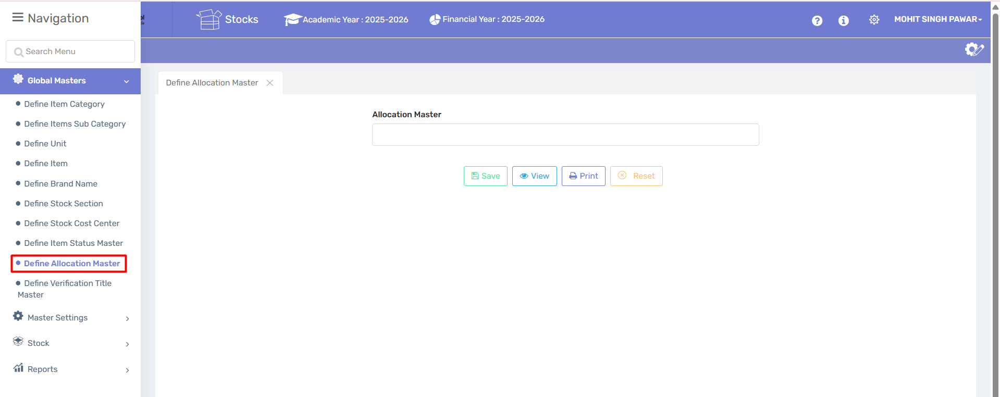 Navigation
Stocks
Academic Year : 2025-2026
Financial Year : 2025-2026
MOHIT SINGH PAWAR
Search Menu
Global Masters
Define Item Category
Define Items Sub Category
Define Unit
Define Item
Define Brand Name
Define Stock Section
Define Stock Cost Center
Define Item Status Master
Define Allocation Master
Define Verification Title
Master
Master Settings
Stock
Reports
Define Allocation Master
Allocation Master
Save
View
Print
Reset